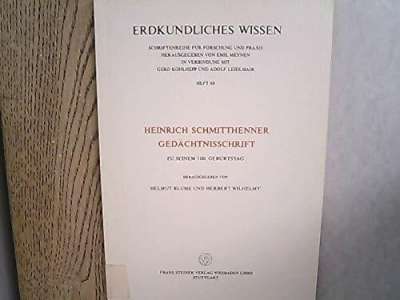 ERDKUNDLICHES WISSEN
SCHRIFTENREIHE FÜR FORSCHUNG UND PRAXIS
HERAUSGEGEBEN VON EMIL MEYNEN
IN VERBINDUNG MIT
GERD KOHLHEPP UND ADOLF LEIDLMAIR
HEFT
HEINRICH SCHMITTHENNER
GEDÄCHTNISSCHRIFT
ZU SEINEM 100. GEBURTSTAG
HERAUSGEGEBEN VON
HELMUT BLUME UND HERBERT WILHELMY
FRANZ STEINER VERLAG WIESBADEN GMBH
STUTTGART